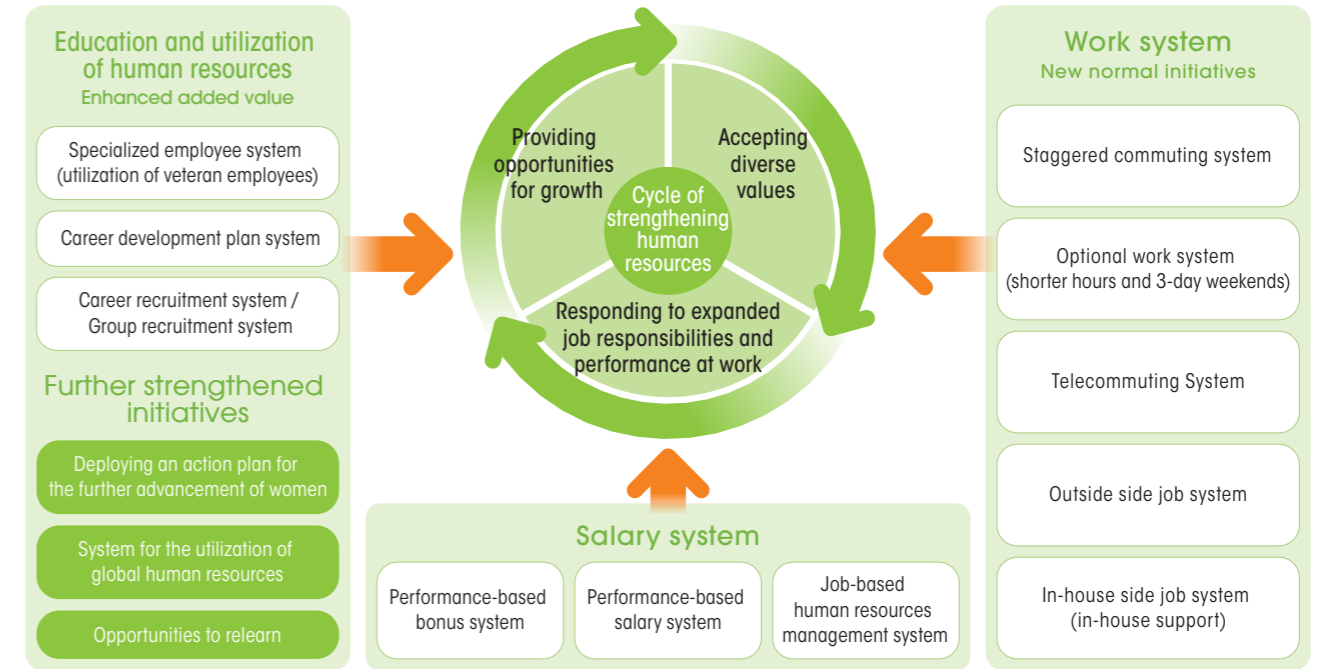 Education and utilization
of human resources
Enhanced added value
Specialized employee system
(utilization of veteran employees)
Career development plan system
Career recruitment system /
Group recruitment system
Further strengthened
initiatives
Deploying an action plan for
the further advancement of women
System for the utilization of
global human resources
Opportunities to relearn
Providing
opportunities
for growth
Accepting
diverse
values
Cycle of
strengthening
human
resources
Responding to expanded
job responsibilities and
performance at work
Salary system
Performance-based
bonus system
Performance-based
salary system
Job-based
human resources
management system
Work system
New normal initiatives
Staggered commuting system
Optional work system
(shorter hours and 3-day weekends)
Telecommuting System
Outside side job system
In-house side job system
(in-house support)